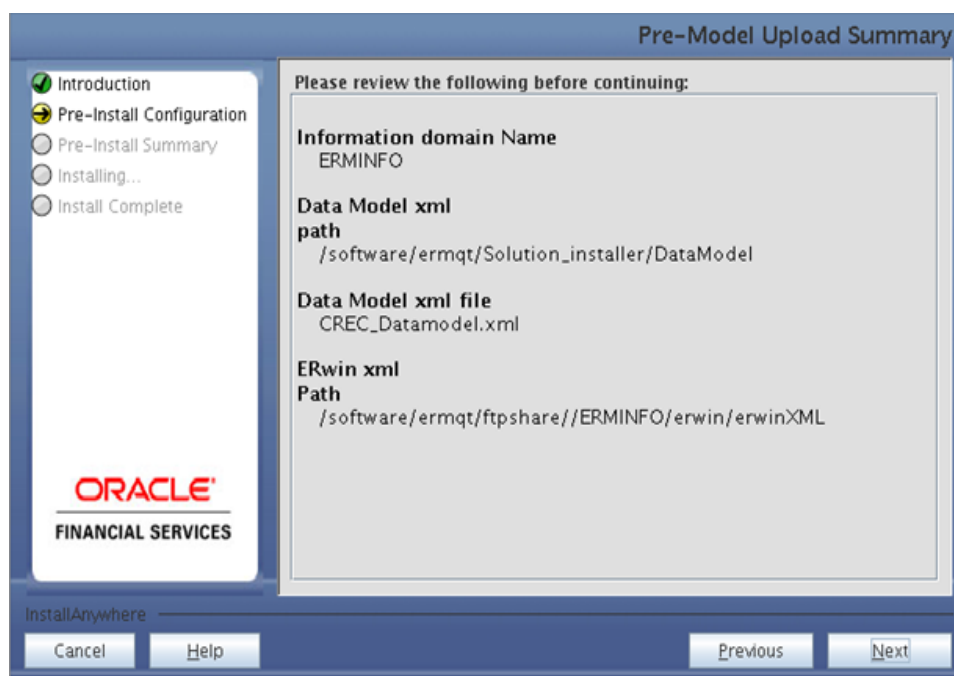 Pre-Model Upload Summary
Introduction
Pre-Install Configuration
Pre-Install Summary
Installing...
Install Complete
ORACLE
FINANCIAL SERVICES
Please review the following before continuing:
Information domain Name
ERMINFO
Data Model xml
path
/software/ermqt/Solution_installer/DataModel
Data Model xml file
CREC_Datamodel.xml
ERwin xml
Path
/software/ermqt/ftpshare//ERMINFO/erwin/erwinXML
InstallAnywhere
Cancel
Help
Previous
Next